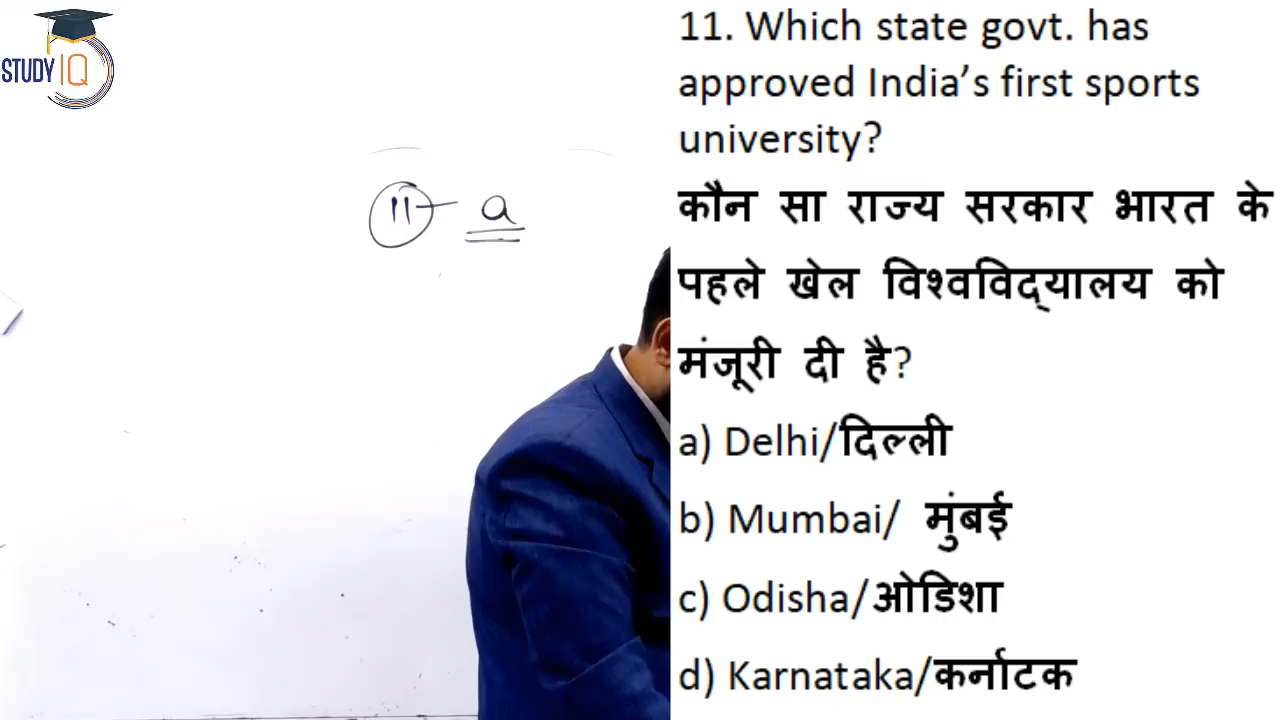 STUDY IQ
11 - a
11. Which state govt. has
approved India’s first sports
university?
कौन सा राज्य सरकार भारत के
पहले खेल विश्वविद्यालय को
मंजूरी दी है?
a) Delhi/दिल्ली
b) Mumbai/ मुंबई
c) Odisha/ओडिशा
d) Karnataka/कर्नाटक